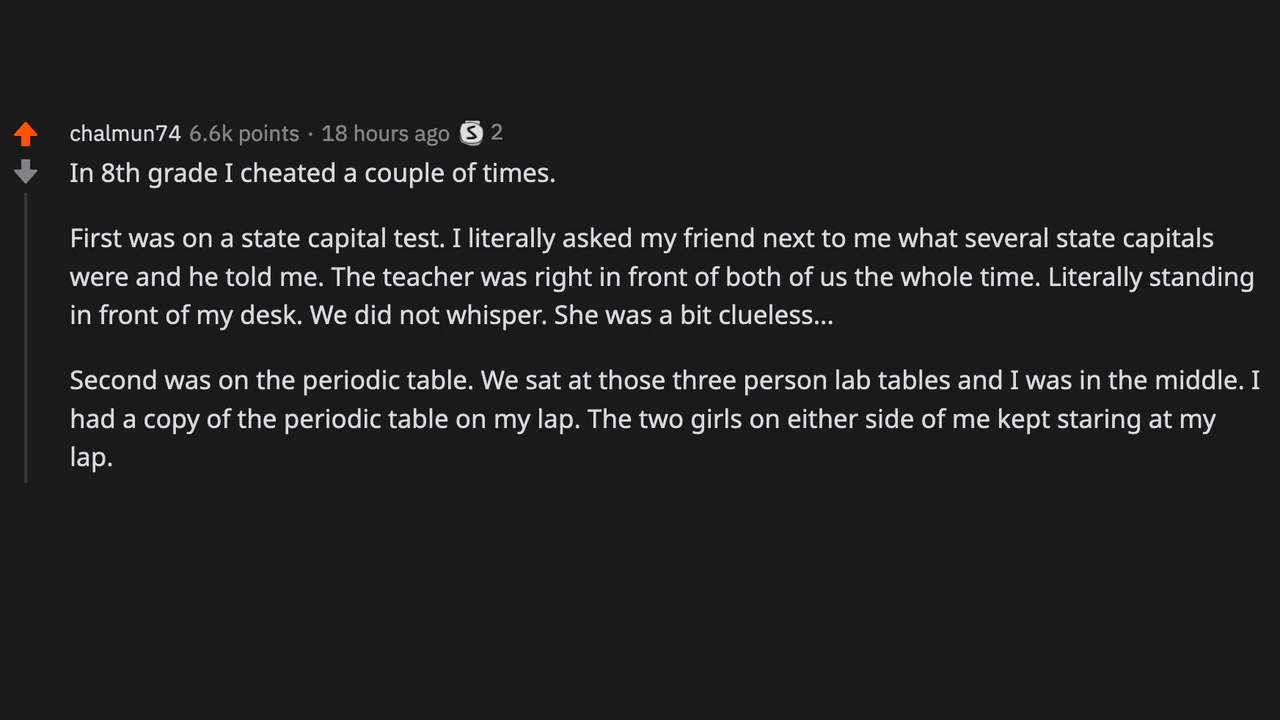 chalmun74 6.6k points · 18 hours ago S 2
In 8th grade I cheated a couple of times.
First was on a state capital test. I literally asked my friend next to me what several state capitals
were and he told me. The teacher was right in front of both of us the whole time. Literally standing
in front of my desk. We did not whisper. She was a bit clueless...
Second was on the periodic table. We sat at those three person lab tables and I was in the middle. I
had a copy of the periodic table on my lap. The two girls on either side of me kept staring at my
lap.